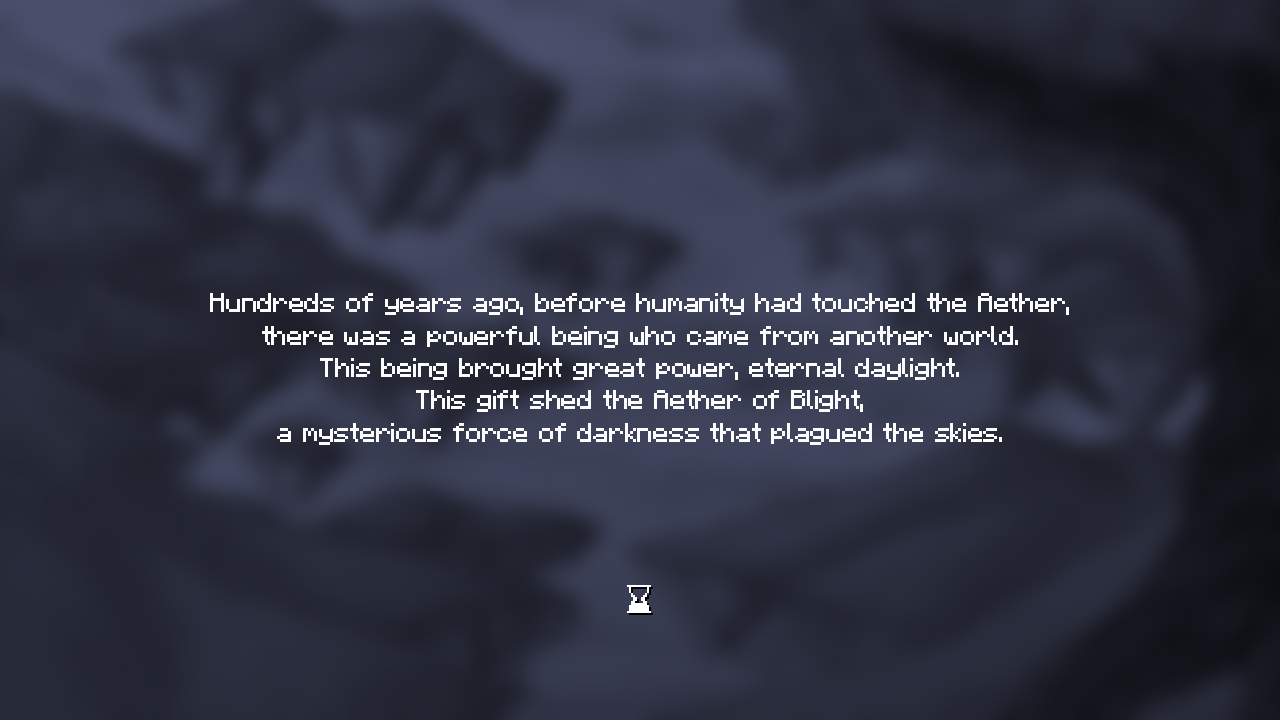 Hundreds of years ago, before humanity had touched the Aether,
there was a powerful being who came from another world.
This being brought great power, eternal daylight.
This gift shed the Aether of Blight,
a mysterious force of darkness that plagued the skies.